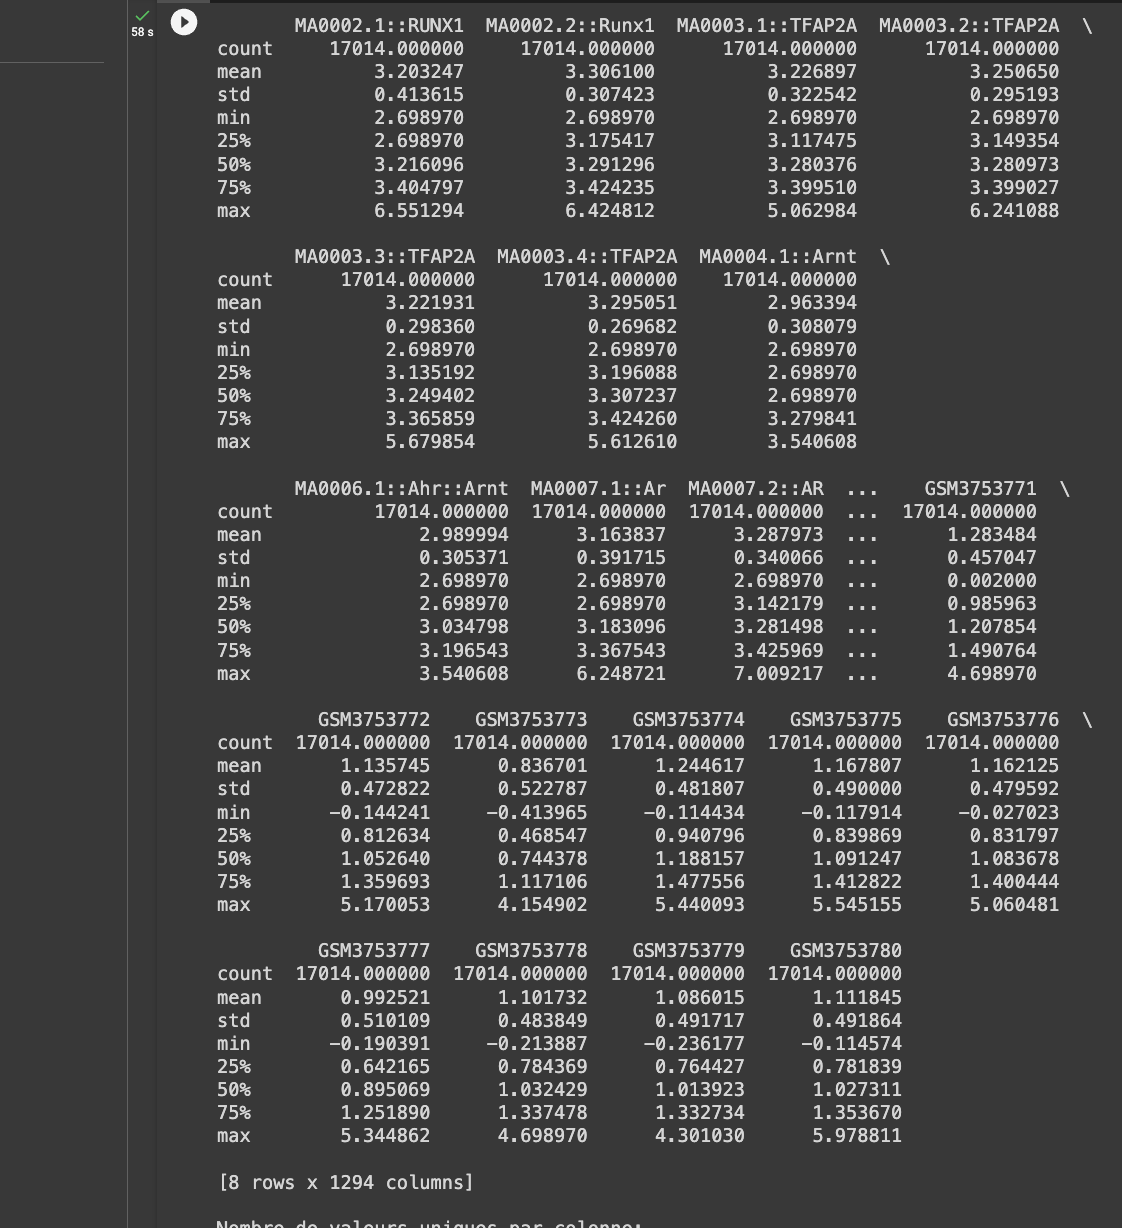 58 s
MA0002.1::RUNX1 MA0002.2::Runx1 MA0003.1::TFAP2A MA0003.2::TFAP2A \
count 17014.000000 17014.000000 17014.000000 17014.000000
mean 3.203247 3.306100 3.226897 3.250650
std 0.413615 0.307423 0.322542 0.295193
min 2.698970 2.698970 2.698970 2.698970
25% 2.698970 3.175417 3.117475 3.149354
50% 3.216096 3.291296 3.280376 3.280973
75% 3.404797 3.424235 3.399510 3.399027
max 6.551294 6.424812 5.062984 6.241088
MA0003.3::TFAP2A MA0003.4::TFAP2A MA0004.1::Arnt \
count 17014.000000 17014.000000 17014.000000
mean 3.221931 3.295051 2.963394
std 0.298360 0.269682 0.308079
min 2.698970 2.698970 2.698970
25% 3.135192 3.196088 2.698970
50% 3.249402 3.307237 2.698970
75% 3.365859 3.424260 3.279841
max 5.679854 5.612610 3.540608
MA0006.1::Ahr::Arnt MA0007.1::Ar MA0007.2::AR ... GSM3753771 \
count 17014.000000 17014.000000 17014.000000 ... 17014.000000
mean 2.989994 3.163837 3.287973 ... 1.283484
std 0.305371 0.391715 0.340066 ... 0.457047
min 2.698970 2.698970 2.698970 ... 0.002000
25% 2.698970 2.698970 3.142179 ... 0.985963
50% 3.034798 3.183096 3.281498 ... 1.207854
75% 3.196543 3.367543 3.425969 ... 1.490764
max 3.540608 6.248721 7.009217 ... 4.698970
GSM3753772 GSM3753773 GSM3753774 GSM3753775 GSM3753776 \
count 17014.000000 17014.000000 17014.000000 17014.000000 17014.000000
mean 1.135745 0.836701 1.244617 1.167807 1.162125
std 0.472822 0.522787 0.481807 0.490000 0.479592
min −0.144241 −0.413965 −0.114434 −0.117914 −0.027023
25% 0.812634 0.468547 0.940796 0.839869 0.831797
50% 1.052640 0.744378 1.188157 1.091247 1.083678
75% 1.359693 1.117106 1.477556 1.412822 1.400444
max 5.170053 4.154902 5.440093 5.545155 5.060481
GSM3753777 GSM3753778 GSM3753779 GSM3753780
count 17014.000000 17014.000000 17014.000000 17014.000000
mean 0.992521 1.101732 1.086015 1.111845
std 0.510109 0.483849 0.491717 0.491864
min −0.190391 −0.213887 −0.236177 −0.114574
25% 0.642165 0.784369 0.764427 0.781839
50% 0.895069 1.032429 1.013923 1.027311
75% 1.251890 1.337478 1.332734 1.353670
max 5.344862 4.698970 4.301030 5.978811
[8 rows x 1294 columns]
Nombre de valeurs uniques par colonne: